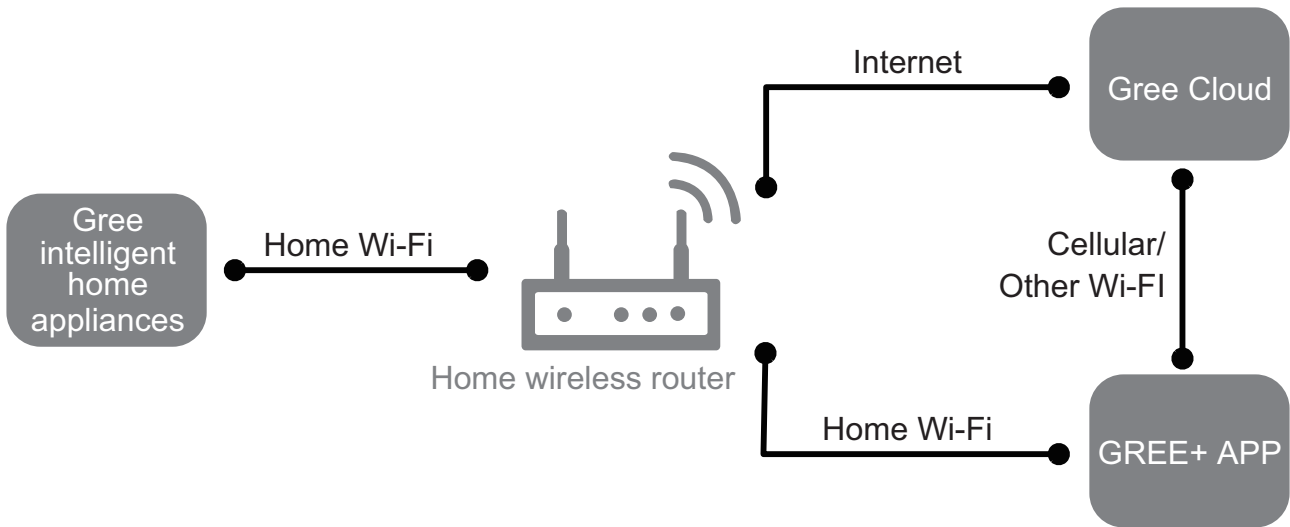 Internet
Gree Cloud
Gree
intelligent
home
appliances
Home Wi-Fi
Cellular/
Other Wi-FI
Home wireless router
Home Wi-Fi
GREE+ APP